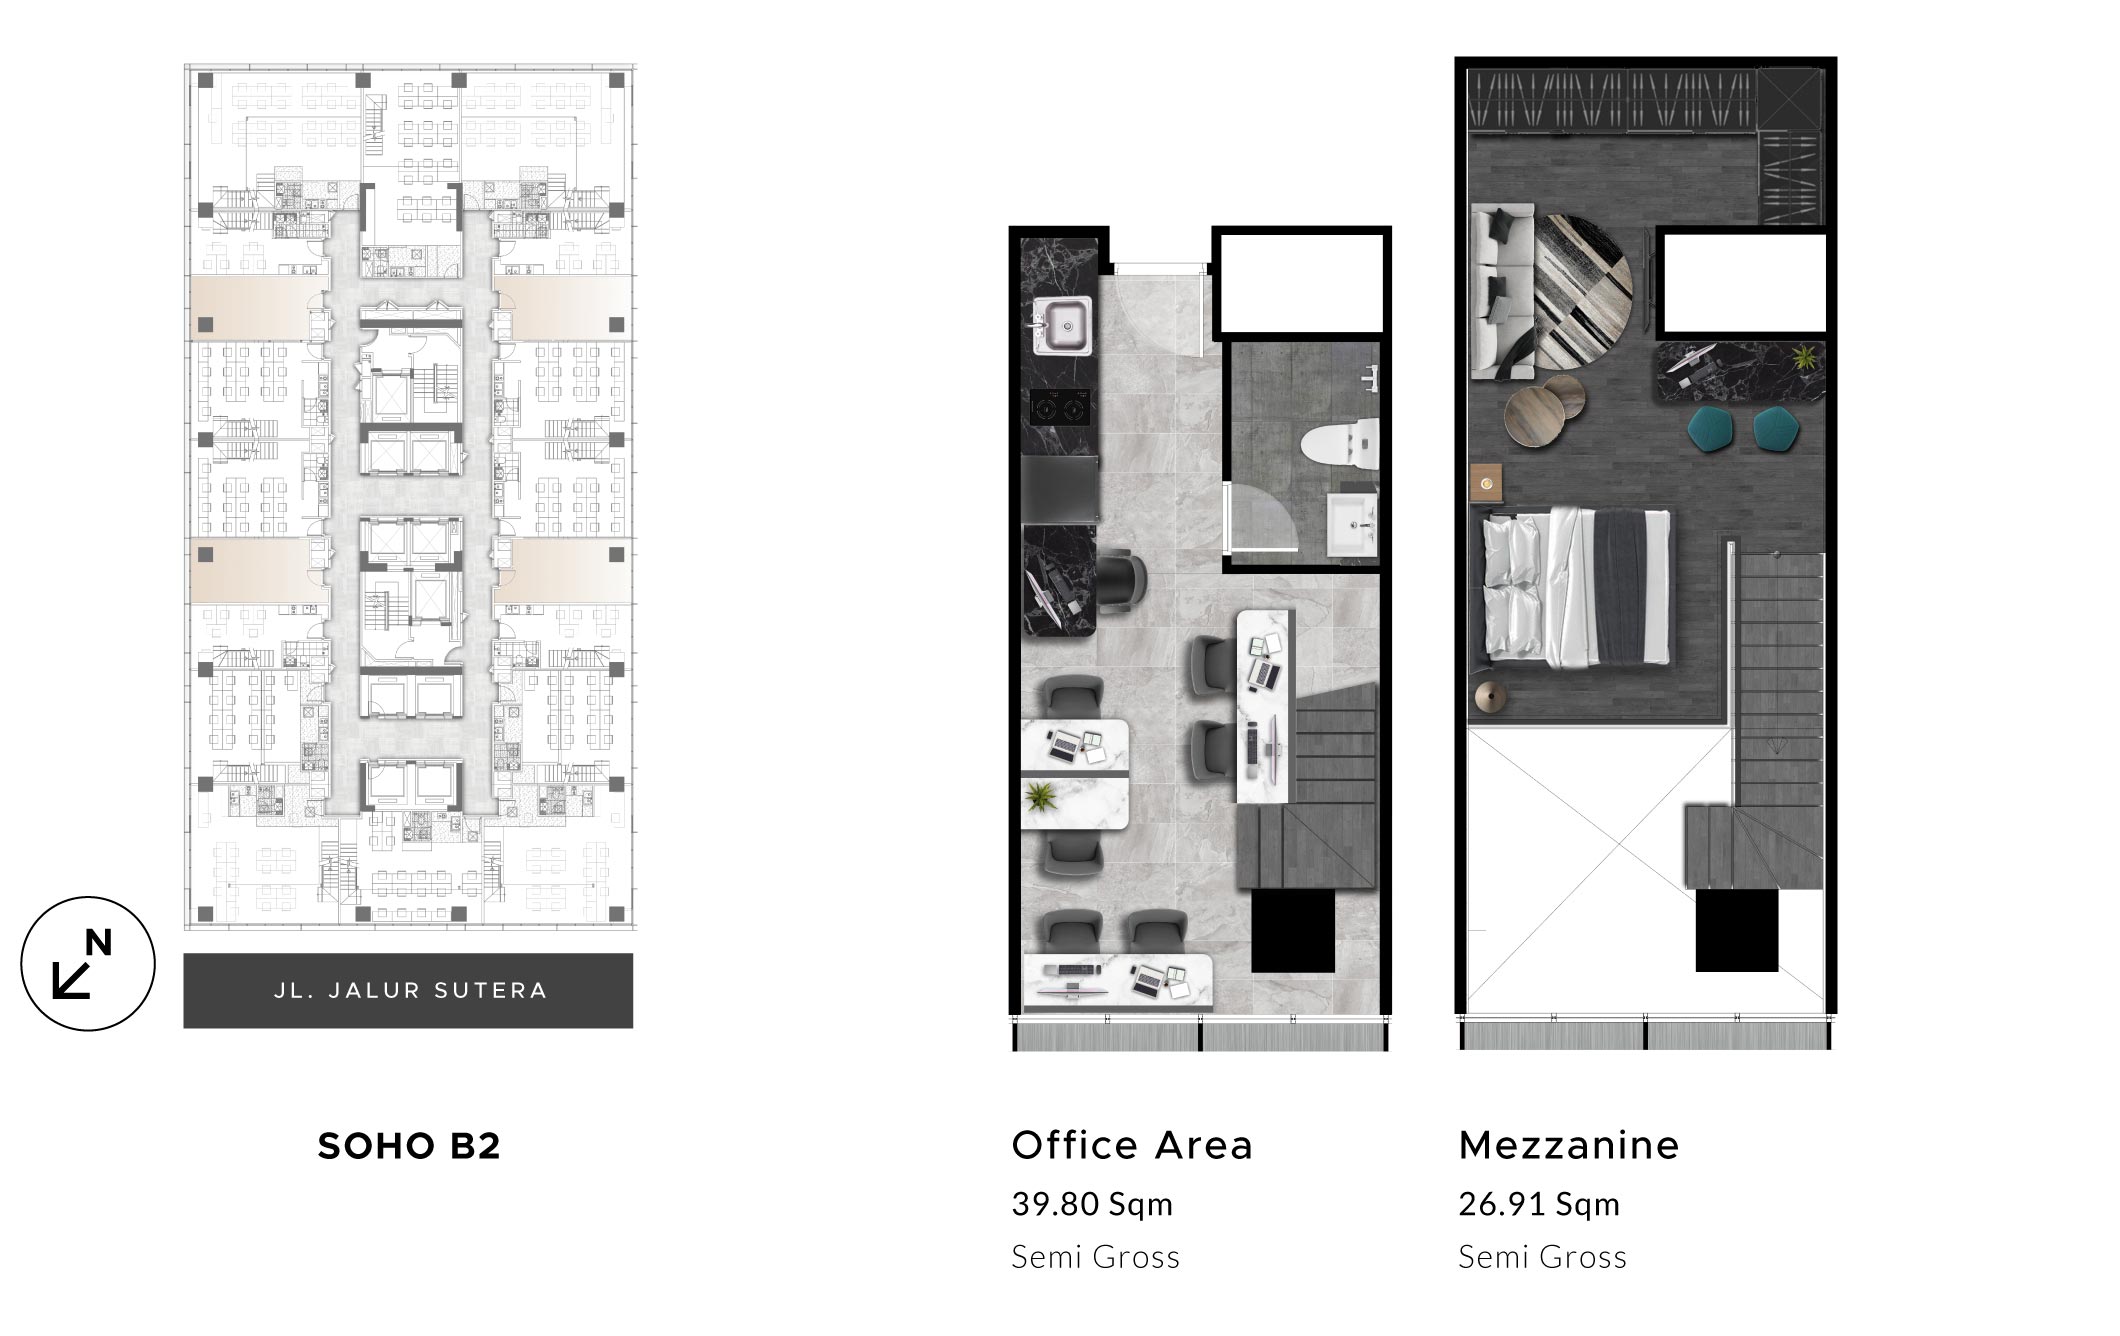 N
JL. JALUR SUTERA
SOHO B2
Office Area
39.80 Sqm
Semi Gross
Mezzanine
26.91 Sqm
Semi Gross